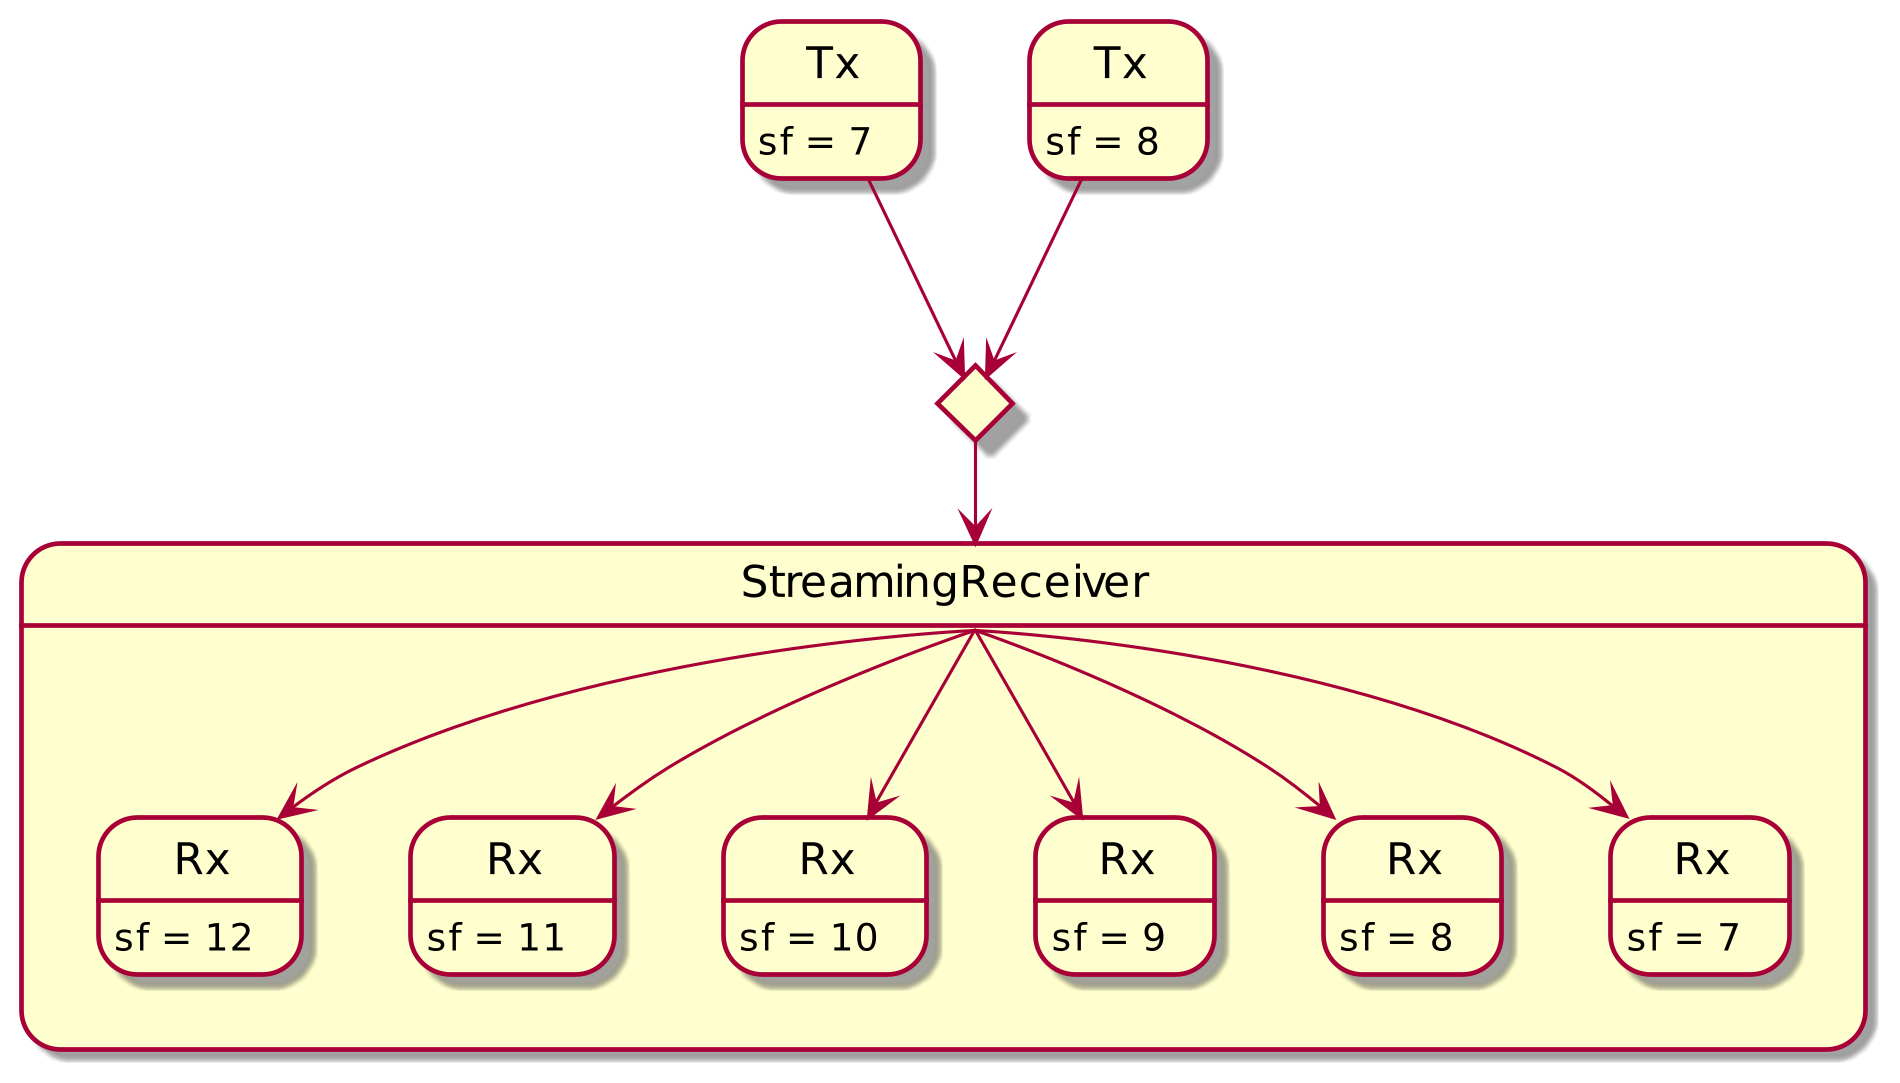 Tx
sf = 7
Tx
sf = 8
StreamingReceiver
Rx
sf = 12
Rx
sf = 11
Rx
sf = 10
Rx
sf = 9
Rx
sf = 8
Rx
sf = 7